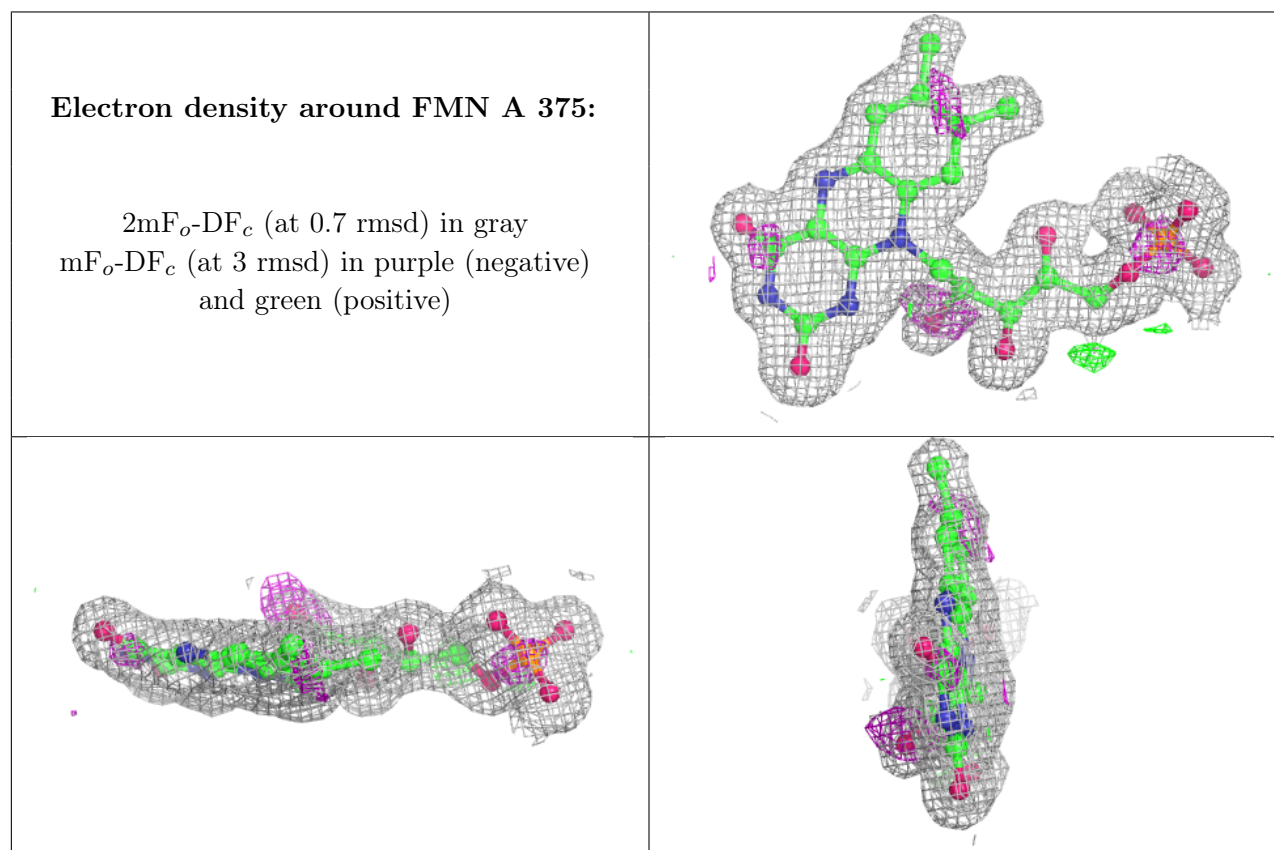 Electron density around FMN A 375:
2mFo-DFc (at 0.7 rmsd) in gray
mFo-DFc (at 3 rmsd) in purple (negative)
and green (positive)